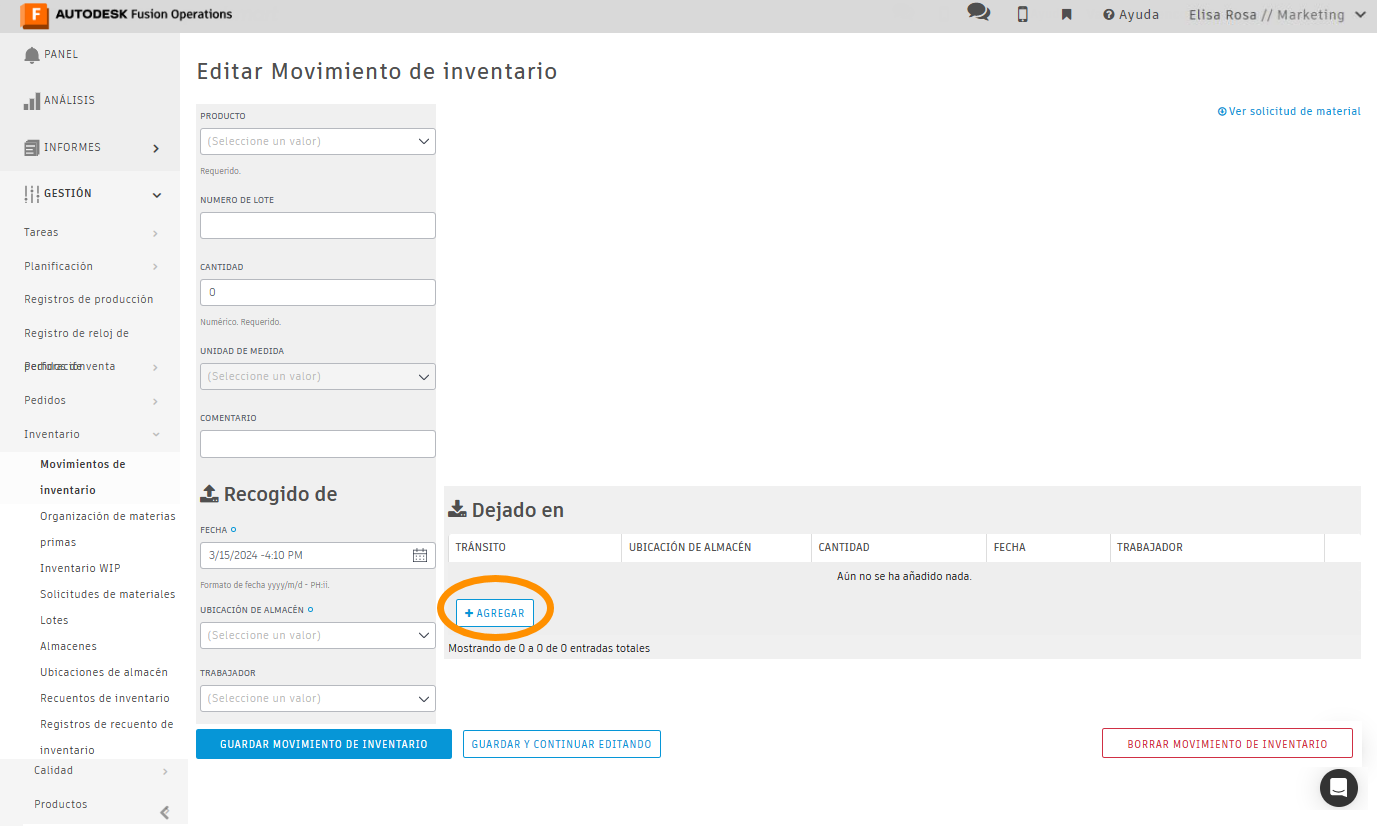 AUTODESK Fusion Operations
Ayuda
Elisa Rosa // Marketing
PANEL
ANÁLISIS
INFORMES
GESTIÓN
Tareas
Planificación
Registros de producción
Registro de reloj de
Pedidos de venta
Pedidos
Inventario
Movimientos de
inventario
Organización de materias
primas
Inventario WIP
Solicitudes de materiales
Lotes
Almacenes
Ubicaciones de almacén
Recuentos de inventario
Registros de recuento de
inventario
Calidad
Productos
Editar Movimiento de inventario
Ver solicitud de material
PRODUCTO
(Seleccione un valor)
Requerido.
NUMERO DE LOTE
CANTIDAD
0
Numérico. Requerido.
UNIDAD DE MEDIDA
(Seleccione un valor)
COMENTARIO
Recogido de
FECHA
3/15/2024 -4:10 PM
Formato de fecha yyyy/m/d - PH:ii.
UBICACIÓN DE ALMACÉN
(Seleccione un valor)
TRABAJADOR
(Seleccione un valor)
Dejado en
TRÁNSITO UBICACIÓN DE ALMACÉN CANTIDAD FECHA TRABAJADOR
Aún no se ha añadido nada.
+ AGREGAR
Mostrando de 0 a 0 de 0 entradas totales
GUARDAR MOVIMIENTO DE INVENTARIO
GUARDAR Y CONTINUAR EDITANDO
BORRAR MOVIMIENTO DE INVENTARIO